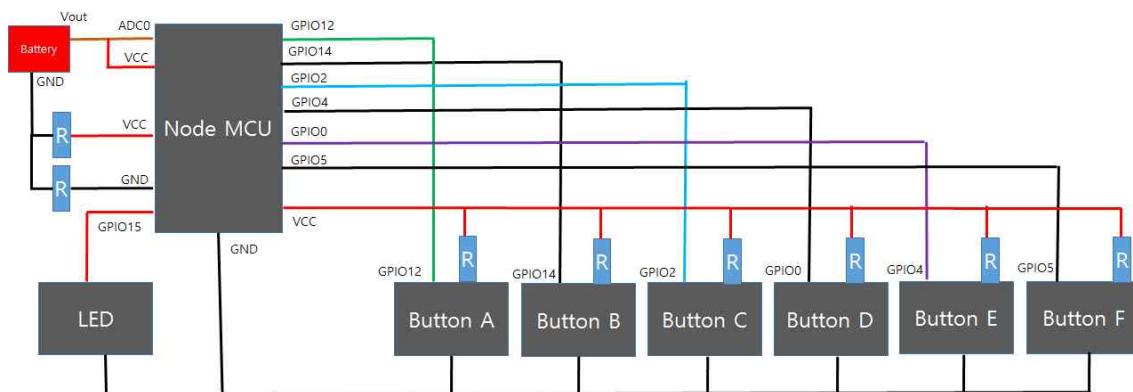 Vout
ADC0
GPIO12
Battery
VCC
GPIO14
GND
GPIO2
GPIO4
R
VCC
Node MCU
GPIO0
GPIO5
R
GND
GPIO15
VCC
GND
R
R
R
R
R
R
GPIO12
GPIO14
GPIO2
GPIO0
GPIO4
GPIO5
LED
Button A
Button B
Button C
Button D
Button E
Button F